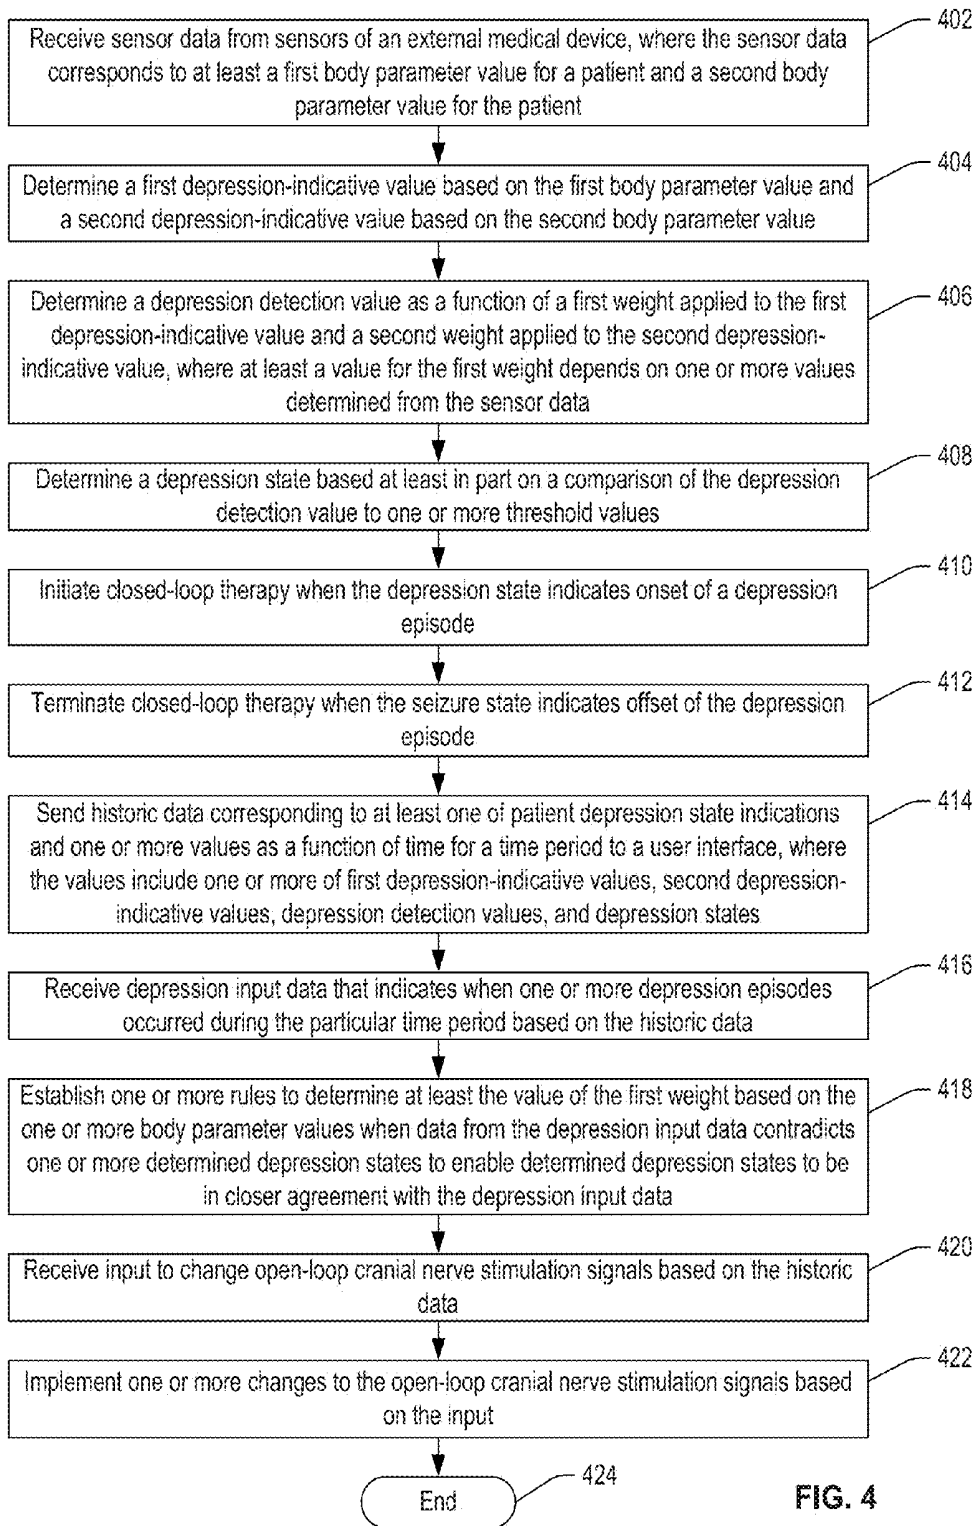 402
Receive sensor data from sensors of an external medical device, where the sensor data
corresponds to at least a first body parameter value for a patient and a second body
parameter value for the patient
404
Determine a first depression-indicative value based on the first body parameter value and
a second depression-indicative value based on the second body parameter value
406
Determine a depression detection value as a function of a first weight applied to the first
depression-indicative value and a second weight applied to the second depression-
indicative value, where at least a value for the first weight depends on one or more values
determined from the sensor data
408
Determine a depression state based at least in part on a comparison of the depression
detection value to one or more threshold values
410
Initiate closed-loop therapy when the depression state indicates onset of a depression
episode
412
Terminate closed-loop therapy when the seizure state indicates offset of the depression
episode
414
Send historic data corresponding to at least one of patient depression state indications
and one or more values as a function of time for a time period to a user interface, where
the values include one or more of first depression-indicative values, second depression-
indicative values, depression detection values, and depression states
416
Receive depression input data that indicates when one or more depression episodes
occurred during the particular time period based on the historic data
418
Establish one or more rules to determine at least the value of the first weight based on the
one or more body parameter values when data from the depression input data contradicts
one or more determined depression states to enable determined depression states to be
in closer agreement with the depression input data
420
Receive input to change open-loop cranial nerve stimulation signals based on the historic
data
422
Implement one or more changes to the open-loop cranial nerve stimulation signals based
on the input
424
End
FIG. 4